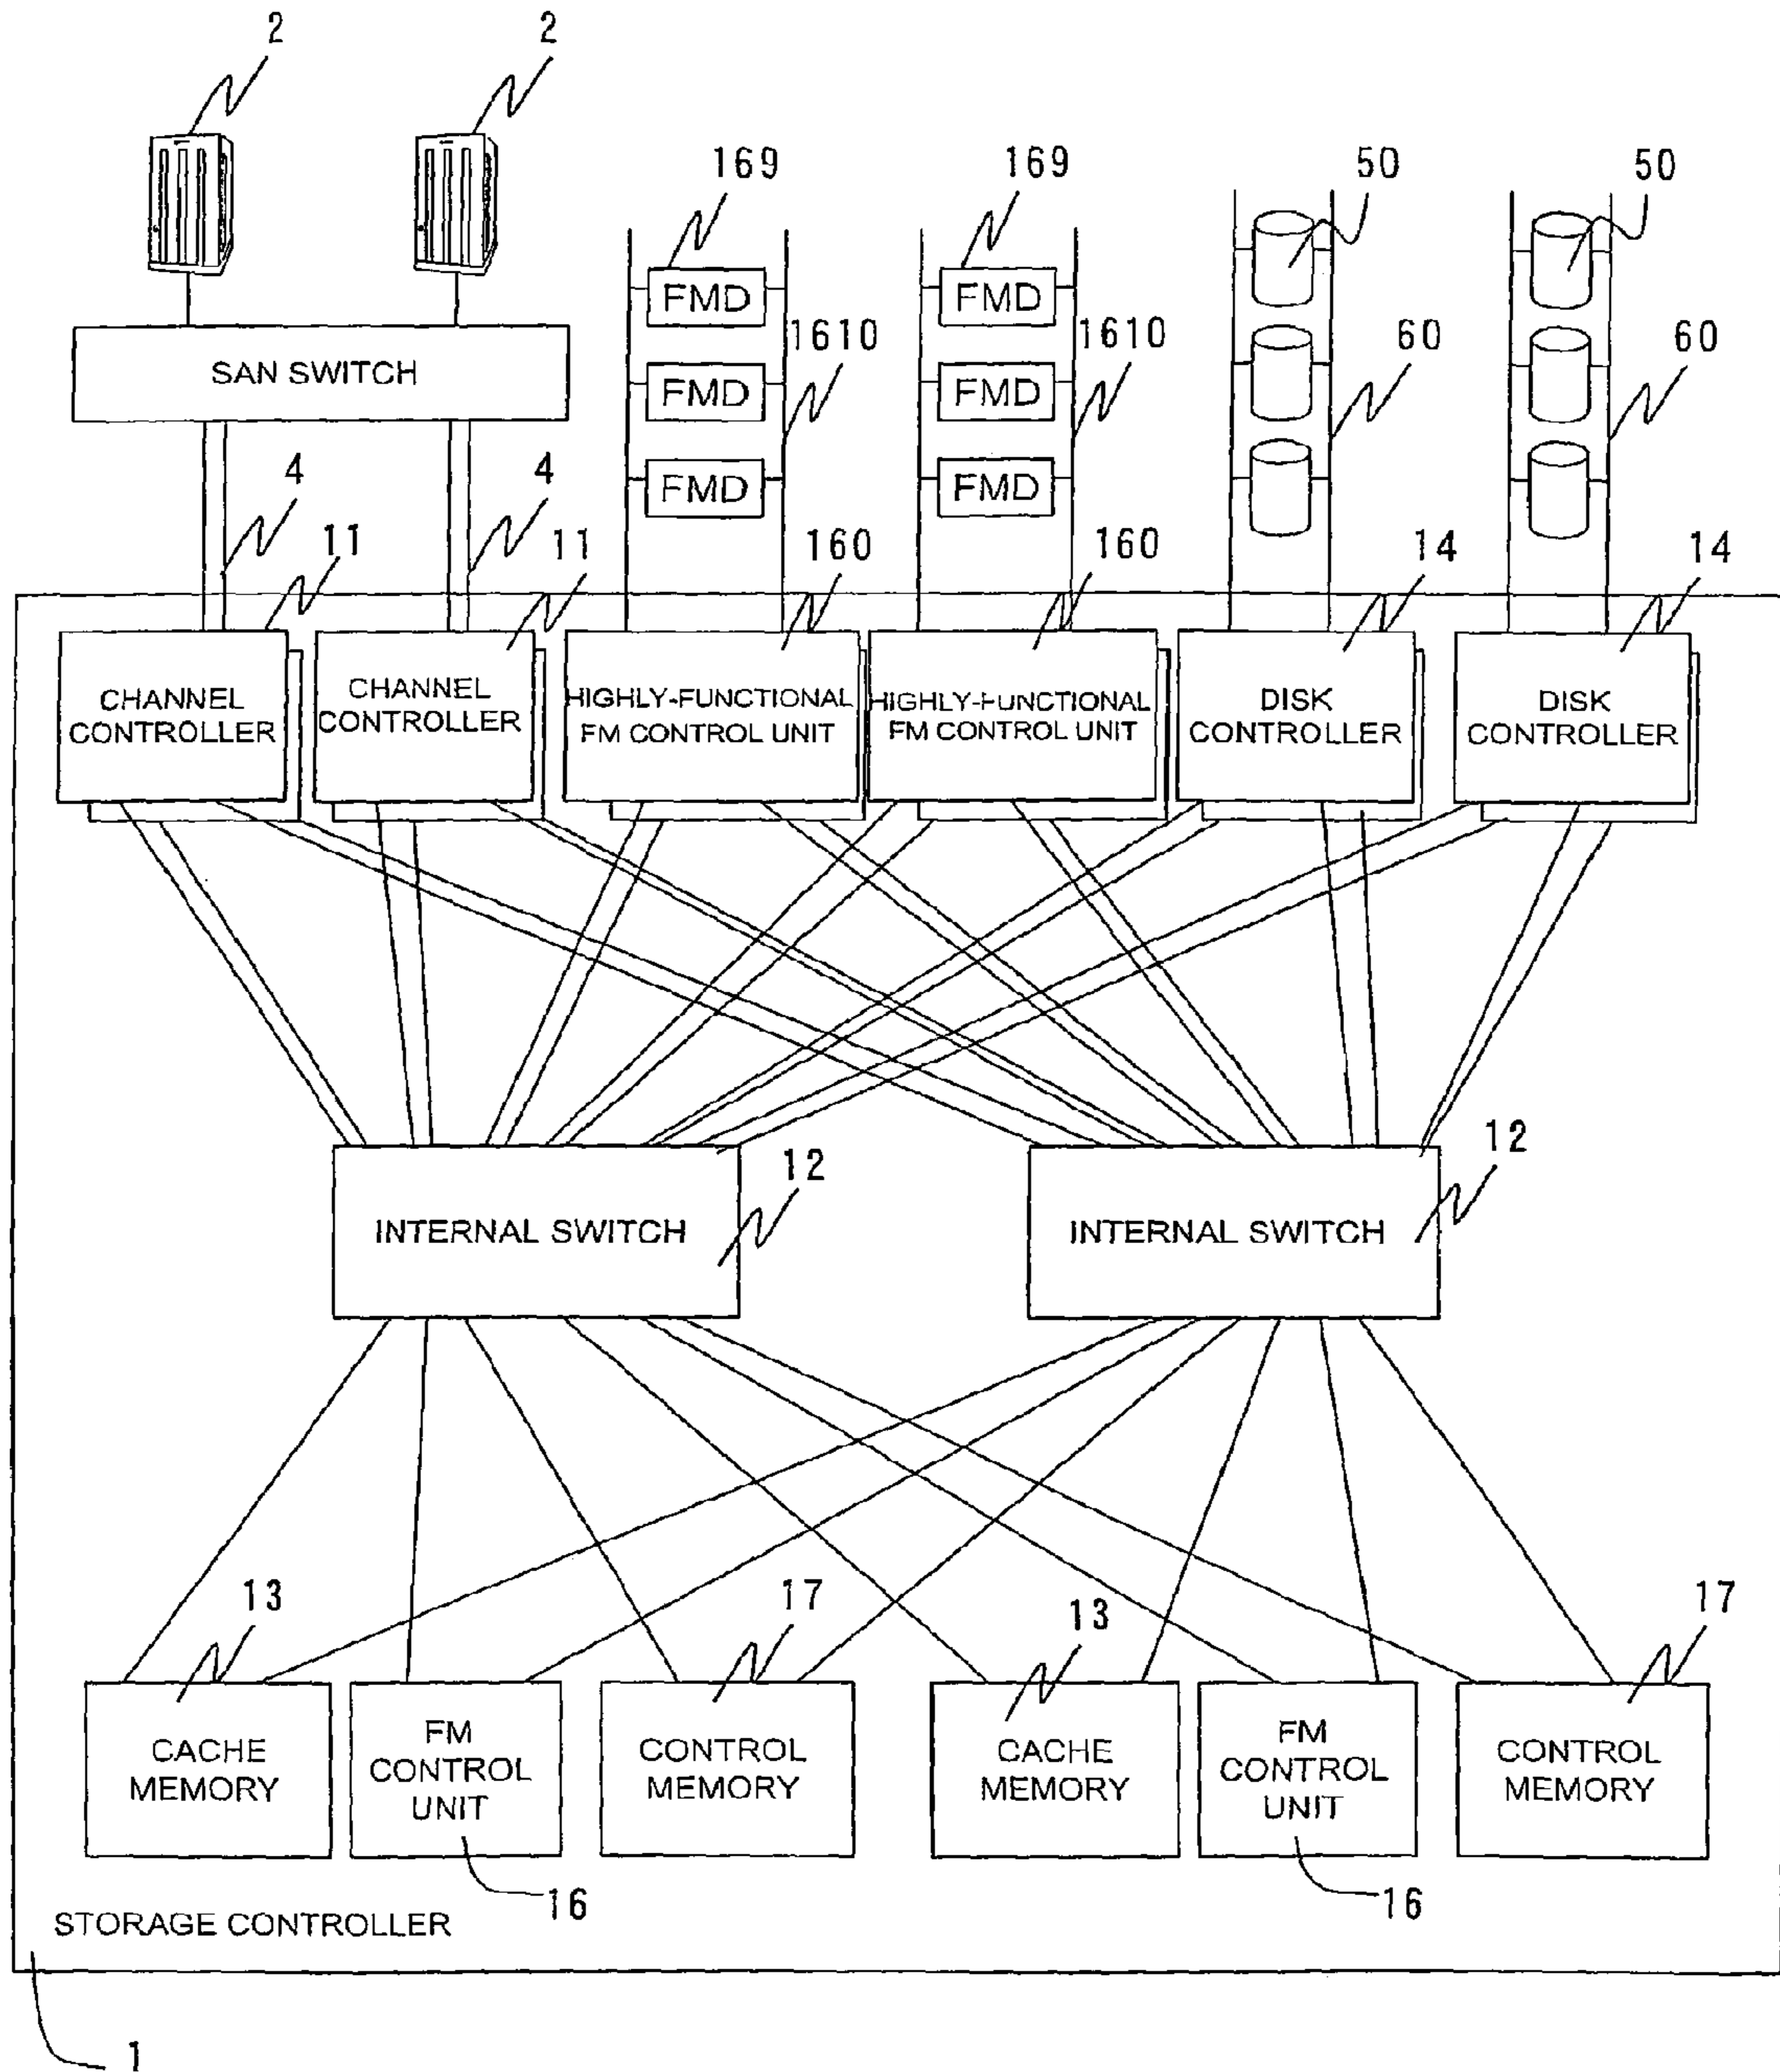 2
2
169
169
50
50
FMD
FMD
1610
1610
60
60
SAN SWITCH
FMD
FMD
4
4
FMD
FMD
11
11
160
160
14
14
CHANNEL
CONTROLLER
CHANNEL
CONTROLLER
HIGHLY-FUNCTIONAL
FM CONTROL UNIT
HIGHLY-FUNCTIONAL
FM CONTROL UNIT
DISK
CONTROLLER
DISK
CONTROLLER
12
12
INTERNAL SWITCH
INTERNAL SWITCH
13
17
13
17
CACHE
MEMORY
FM
CONTROL
UNIT
CONTROL
MEMORY
CACHE
MEMORY
FM
CONTROL
UNIT
CONTROL
MEMORY
16
16
STORAGE CONTROLLER
1